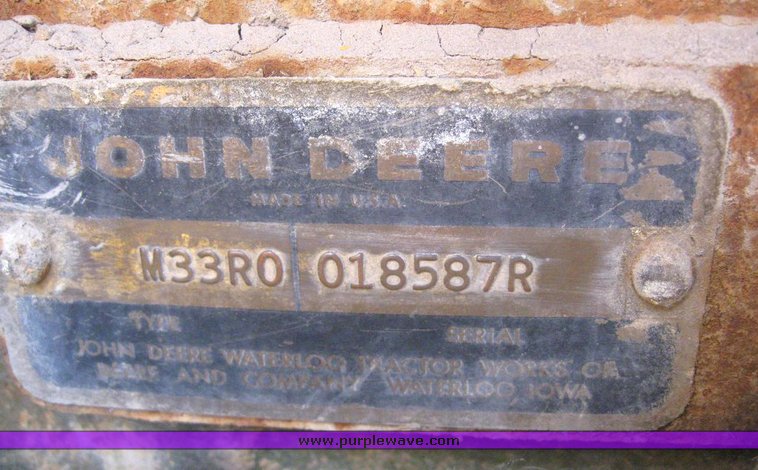 JOHN DEERE
MADE IN U.S.A.
M33R0 018587R
TYPE SERIAL
JOHN DEERE WATERLOO TRACTOR WORKS OF
DEERE AND COMPANY WATERLOO IOWA
www.purplewave.com